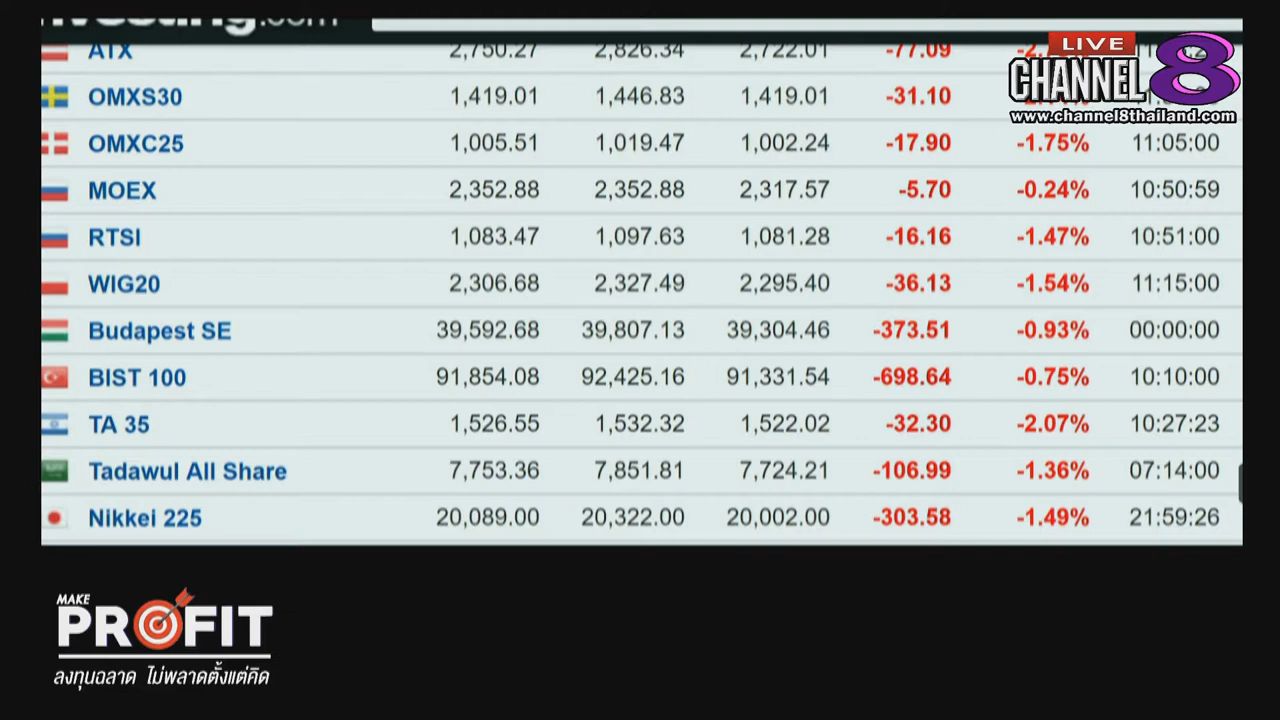 ATX 2,750.27 2,826.34 2,722.01 -77.09
LIVE
CHANNEL 8
www.channel8thailand.com
OMXS30 1,419.01 1,446.83 1,419.01 -31.10
OMXC25 1,005.51 1,019.47 1,002.24 -17.90 -1.75% 11:05:00
MOEX 2,352.88 2,352.88 2,317.57 -5.70 -0.24% 10:50:59
RTSI 1,083.47 1,097.63 1,081.28 -16.16 -1.47% 10:51:00
WIG20 2,306.68 2,327.49 2,295.40 -36.13 -1.54% 11:15:00
Budapest SE 39,592.68 39,807.13 39,304.46 -373.51 -0.93% 00:00:00
BIST 100 91,854.08 92,425.16 91,331.54 -698.64 -0.75% 10:10:00
TA 35 1,526.55 1,532.32 1,522.02 -32.30 -2.07% 10:27:23
Tadawul All Share 7,753.36 7,851.81 7,724.21 -106.99 -1.36% 07:14:00
Nikkei 225 20,089.00 20,322.00 20,002.00 -303.58 -1.49% 21:59:26
MAKE
PROFIT
ลงทุนฉลาด ไม่พลาดตั้งแต่คิด